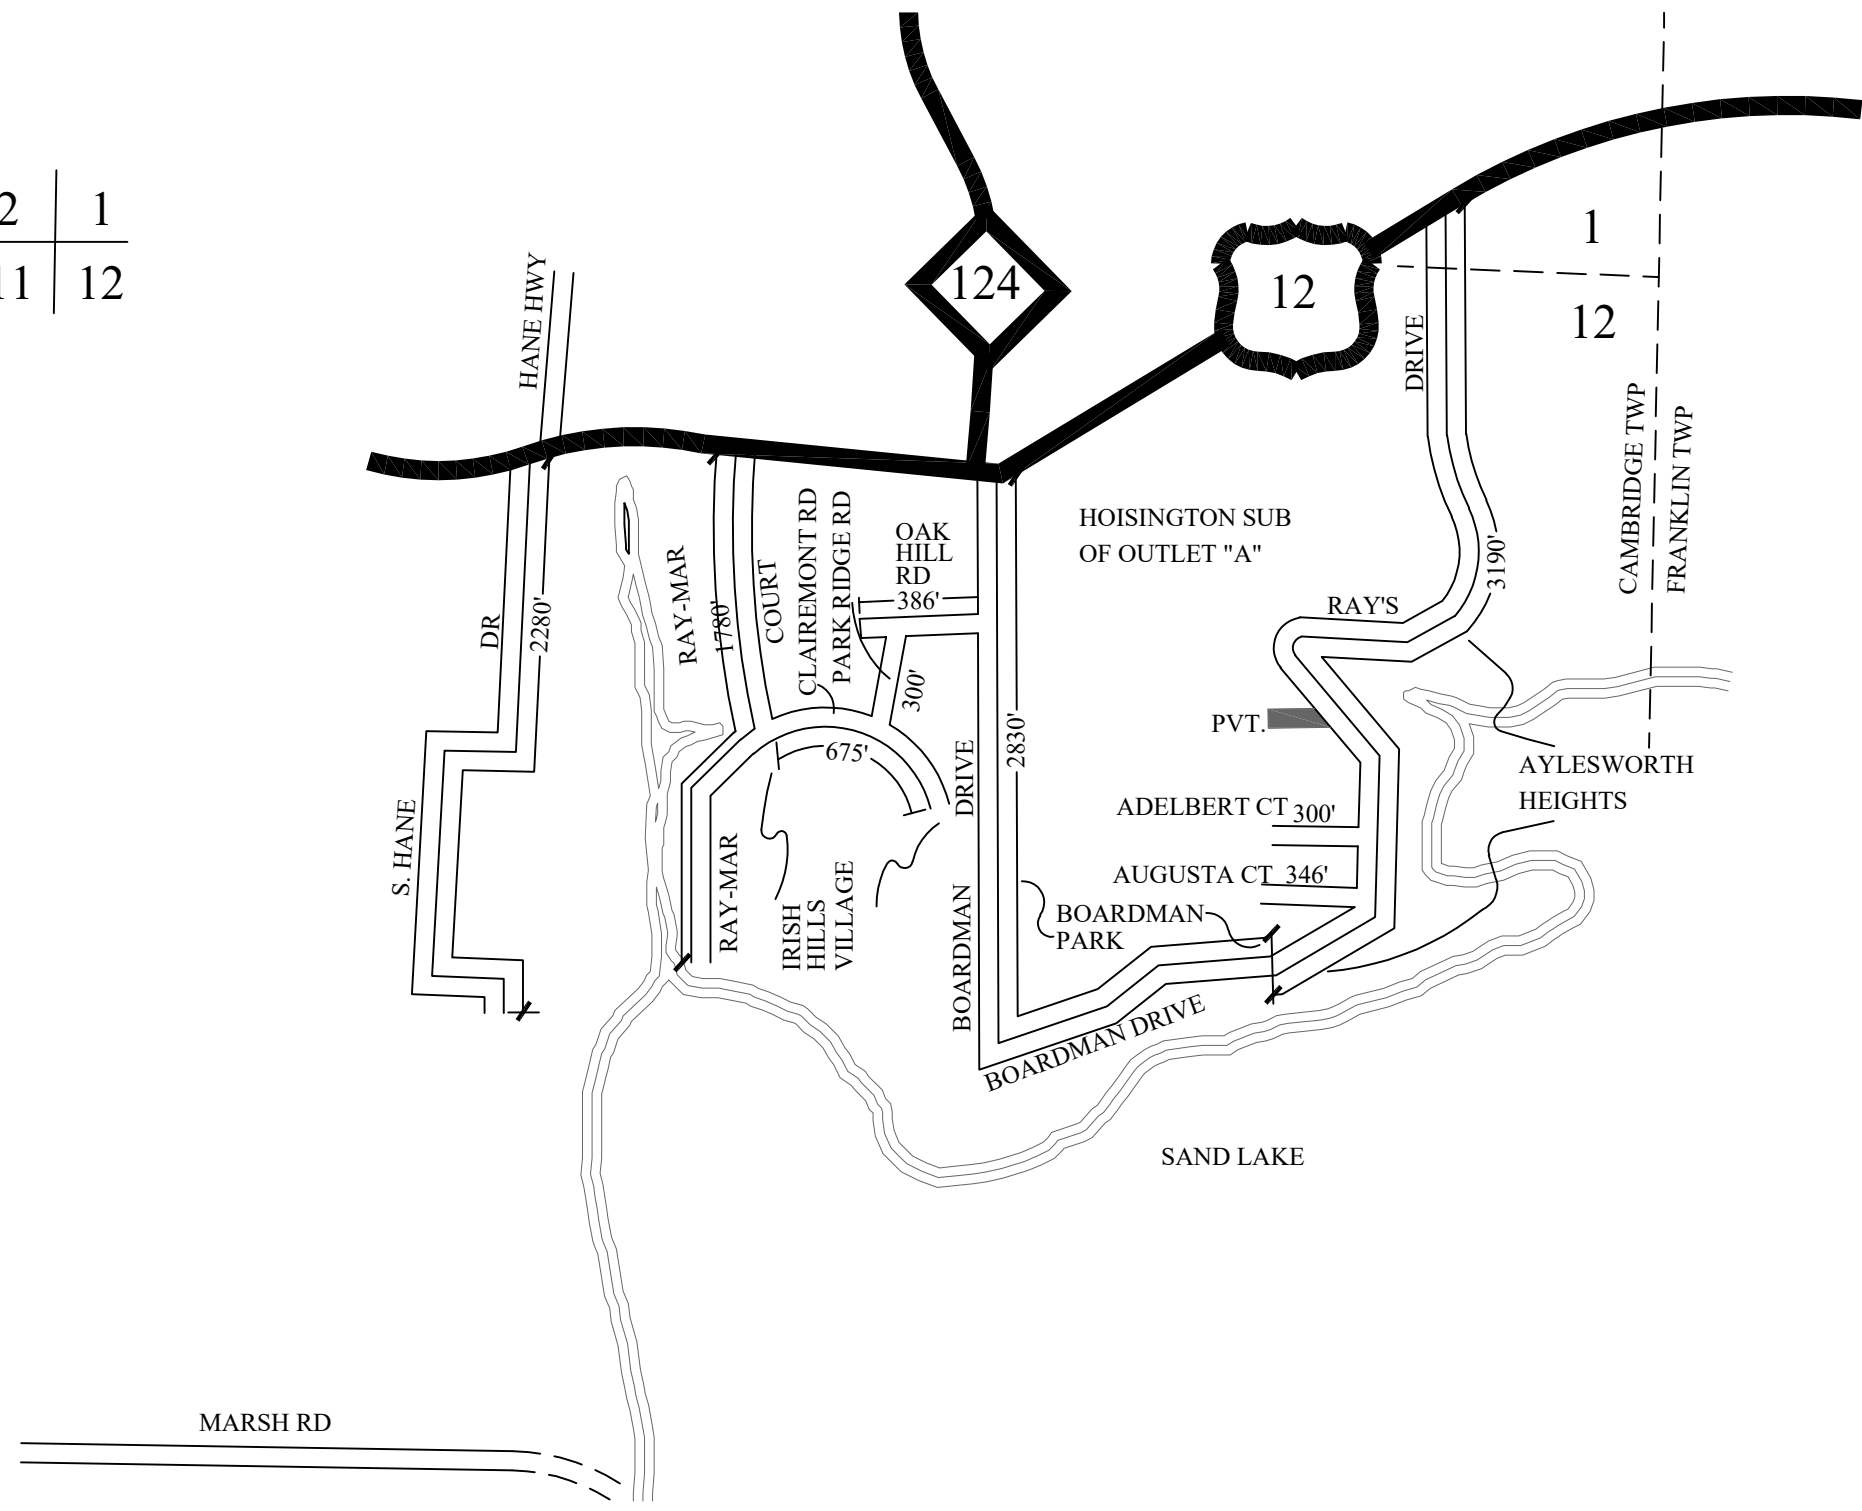 2
1
11
12
HANE HWY
124
12
1
12
DRIVE
CAMBRIDGE TWP
FRANKLIN TWP
HOISINGTON SUB
OF OUTLET "A"
OAK
HILL
RD
386'
CLAIREMONT RD
PARK RIDGE RD
RAY-MAR
1780'
COURT
DR
2280'
3190'
RAY'S
300'
675'
2830'
DRIVE
PVT.
AYLESWORTH
HEIGHTS
ADELBERT CT 300'
AUGUSTA CT 346'
S. HANE
RAY-MAR
IRISH
HILLS
VILLAGE
BOARDMAN
BOARDMAN
PARK
BOARDMAN DRIVE
SAND LAKE
MARSH RD